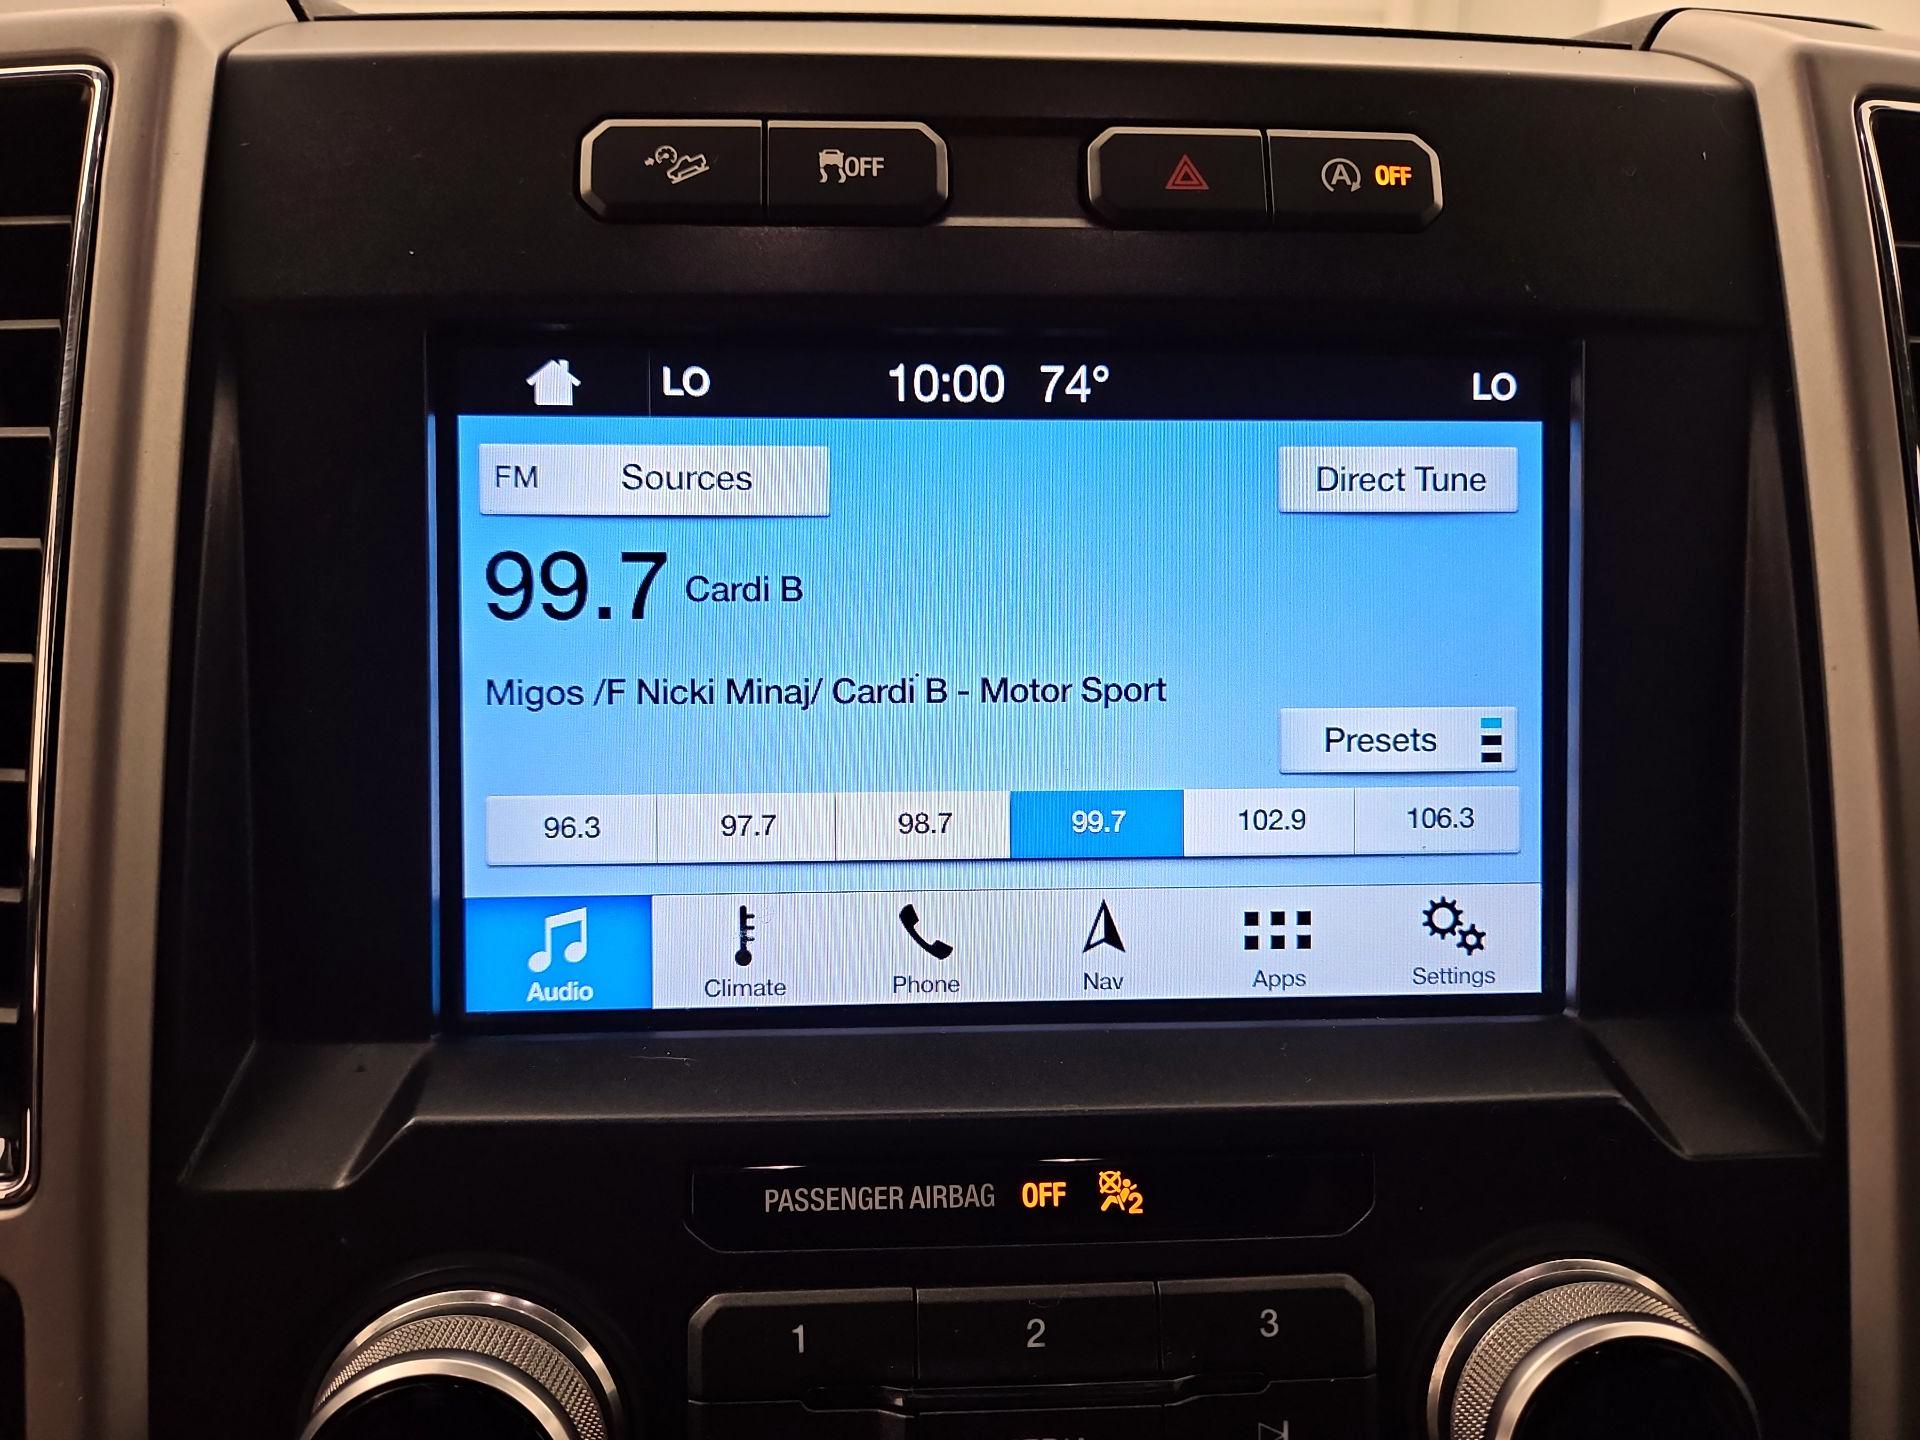 OFF
A OFF
LO 10:00 74° LO
FM Sources
Direct Tune
99.7 Cardi B
Migos /F Nicki Minaj/ Cardi B - Motor Sport
Presets
96.3 97.7 98.7 99.7 102.9 106.3
Audio Climate Phone Nav Apps Settings
PASSENGER AIRBAG OFF 2
1 2 3